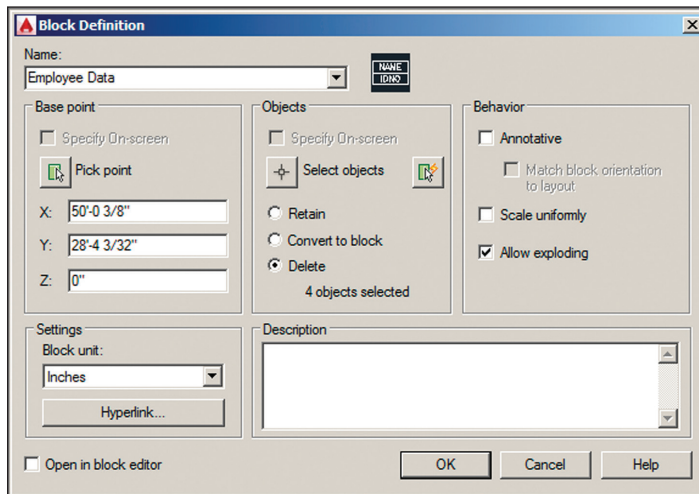 Block Definition
Name:
Employee Data
NAME
IDNO
Base point
Specify On-screen
Pick point
X: 50'-0 3/8"
Y: 28'-4 3/32"
Z: 0"
Objects
Specify On-screen
Select objects
Retain
Convert to block
Delete
4 objects selected
Behavior
Annotative
Match block orientation
to layout
Scale uniformly
Allow exploding
Settings
Block unit:
Inches
Hyperlink...
Description
Open in block editor
OK
Cancel
Help